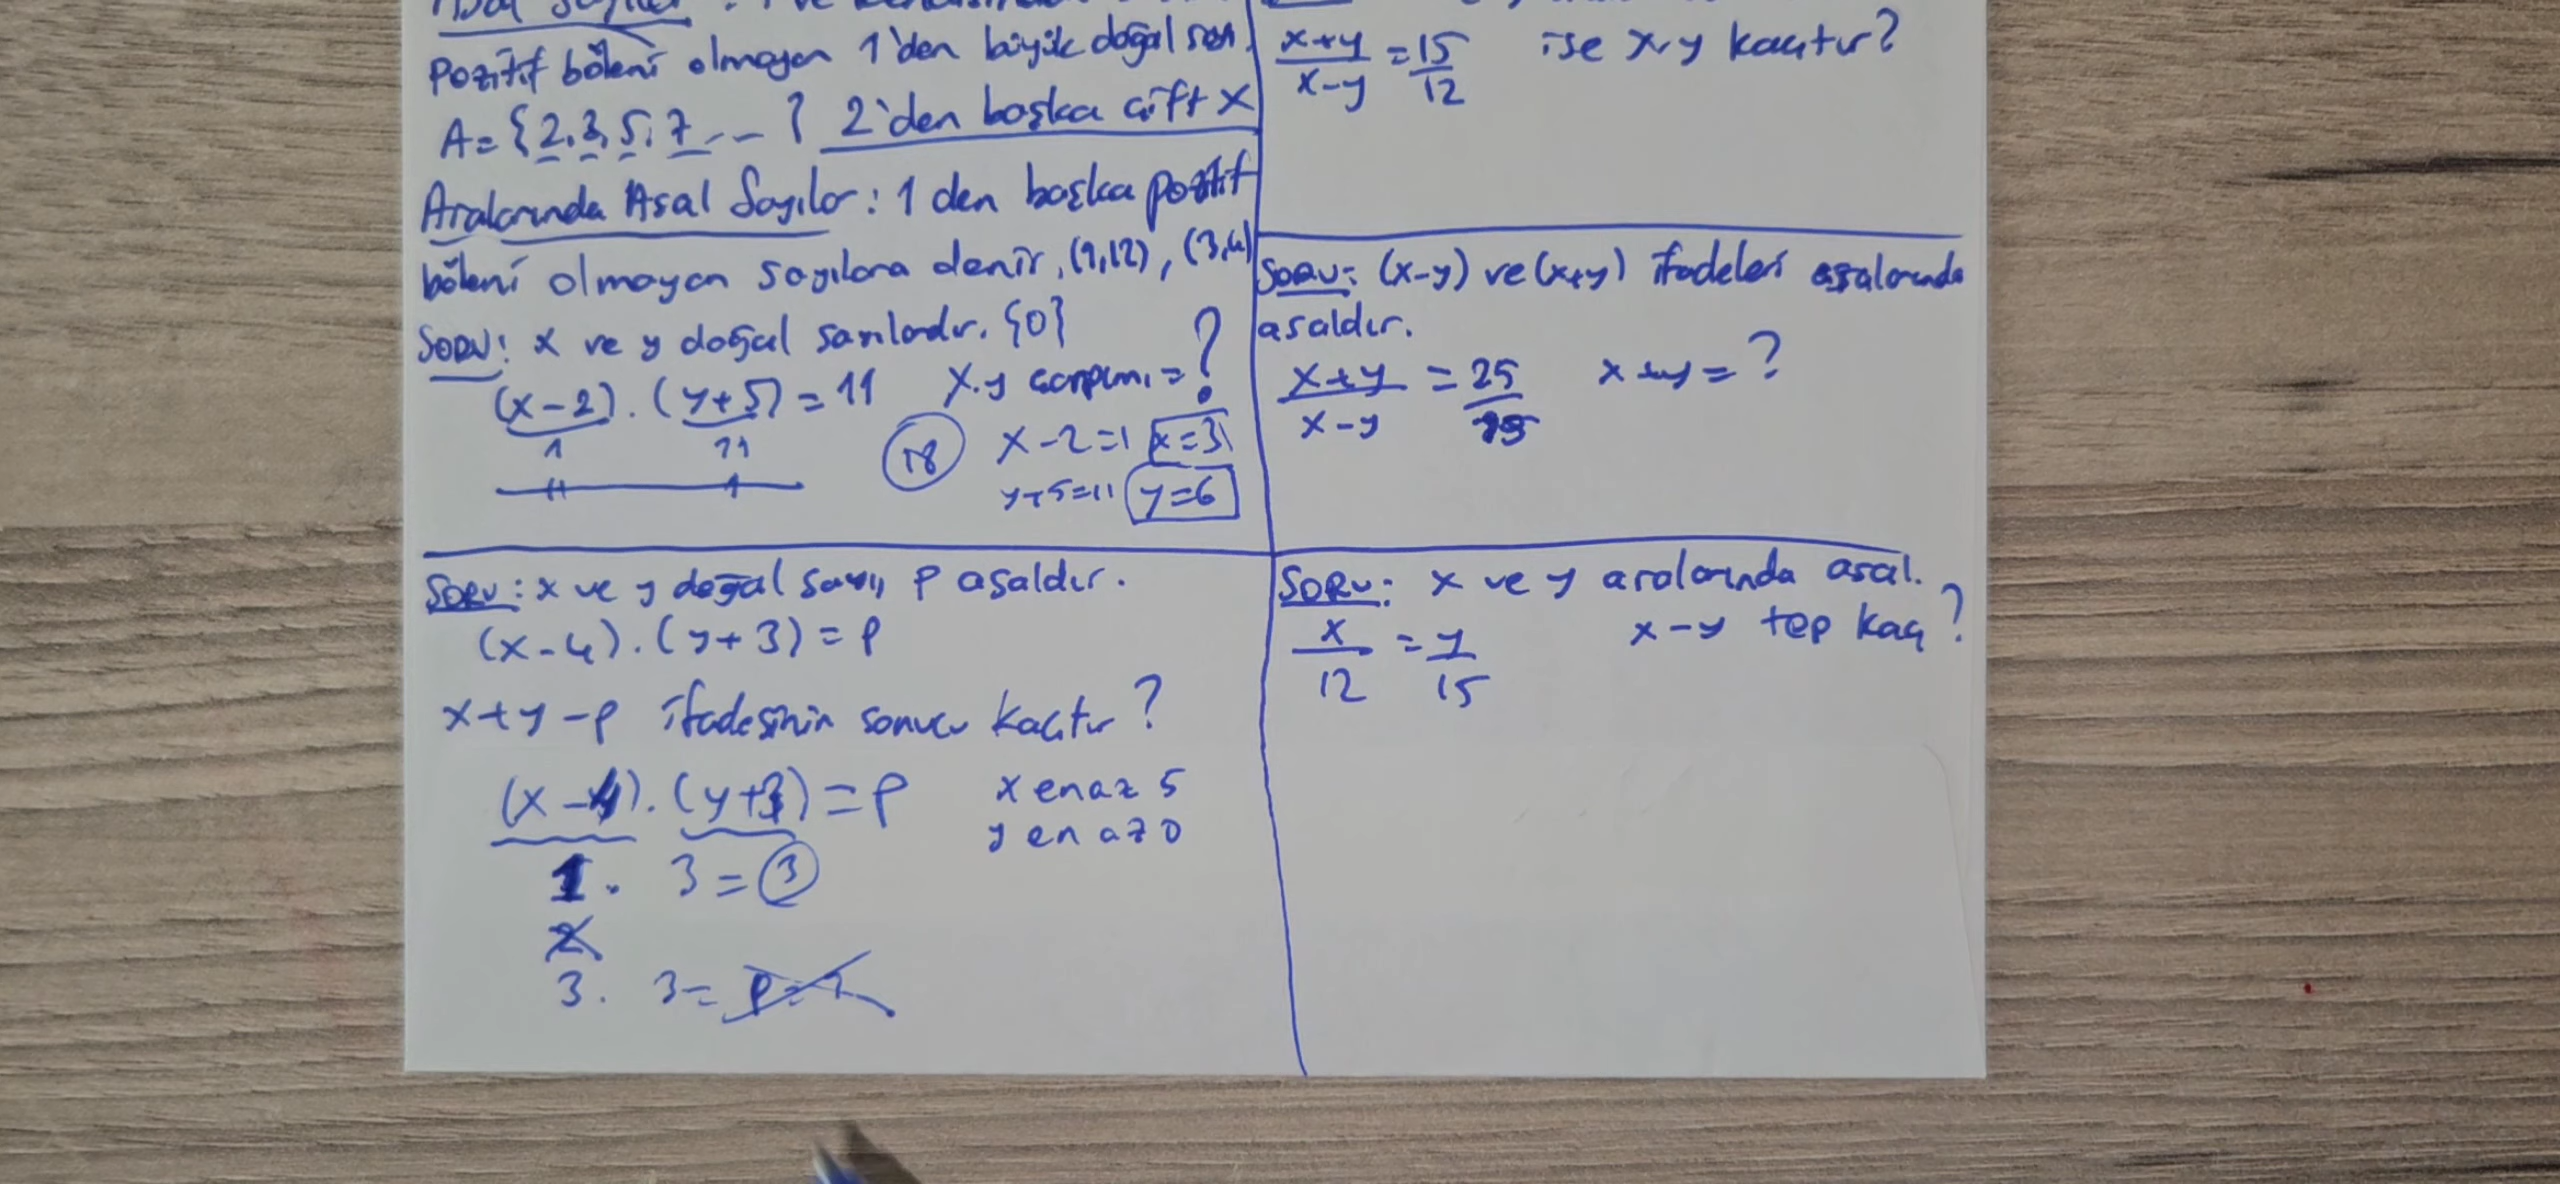 Pozitif böleni olmayan 1'den büyük doğal
A={2,3,5,7,.. } 2'den başka çift X
Aralarında Asal Sayılar: 1 den başka pozitif
böleni olmayan sayılara denir, (9,12), (3,4)
SORU: x ve y doğal sayılardır. {0}
(x-2).(y+5)=11 x.y çarpımı=?
1 11
11 1
18 x-2=1 x=3
y+5=11 y=6
SORU: x ve y doğal sayı, P asaldır.
(x-4).(y+3)=P
x+y-P ifadesinin sonucu kaçtır?
(x-4).(y+3)=P x en az 5
y en az 0
1. 3=3
2
3. 3=
x+y/x-y = 15/12 ise x.y kaçtır?
SORU: (x-y) ve (x+y) ifadeleri aralarında
asaldır.
x+y/x-y = 25/15 x+y=?
SORU: x ve y aralarında asal.
x/12 = y/15 x-y tep kaç?